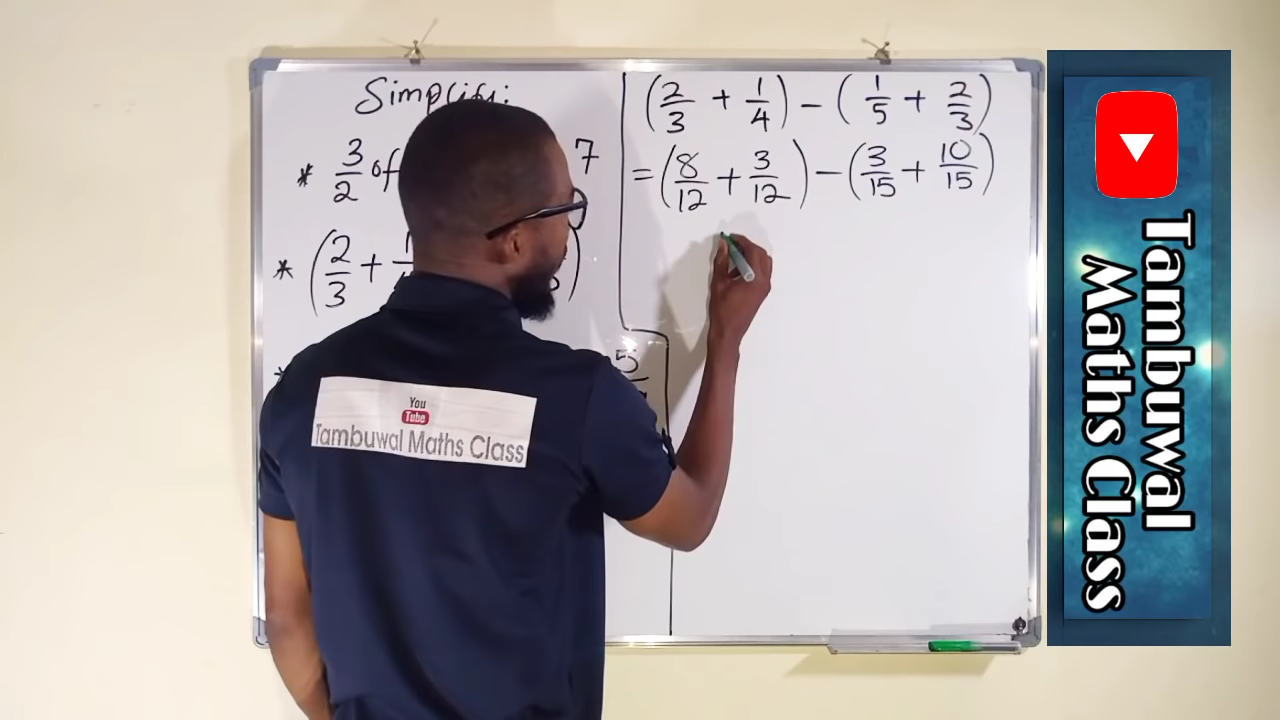 Simplify:
* 3/2 of 7
* (2/3 +
*
5
(2/3 + 1/4) - (1/5 + 2/3)
= (8/12 + 3/12) - (3/15 + 10/15)
You
Tube
Tambuwal Maths Class
Tambuwal
Maths Class